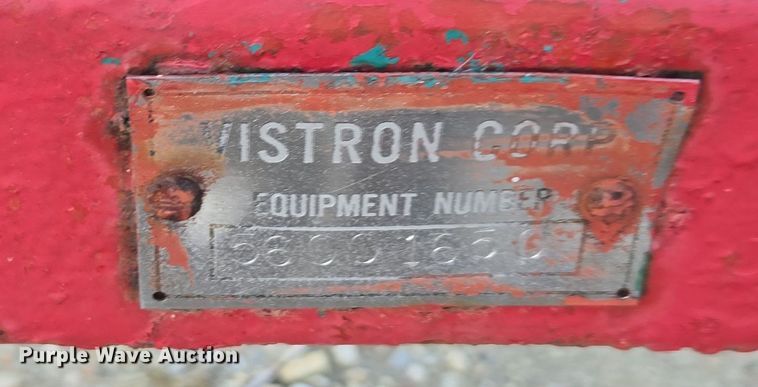 VISTRON CORP
EQUIPMENT NUMBER
Purple Wave Auction